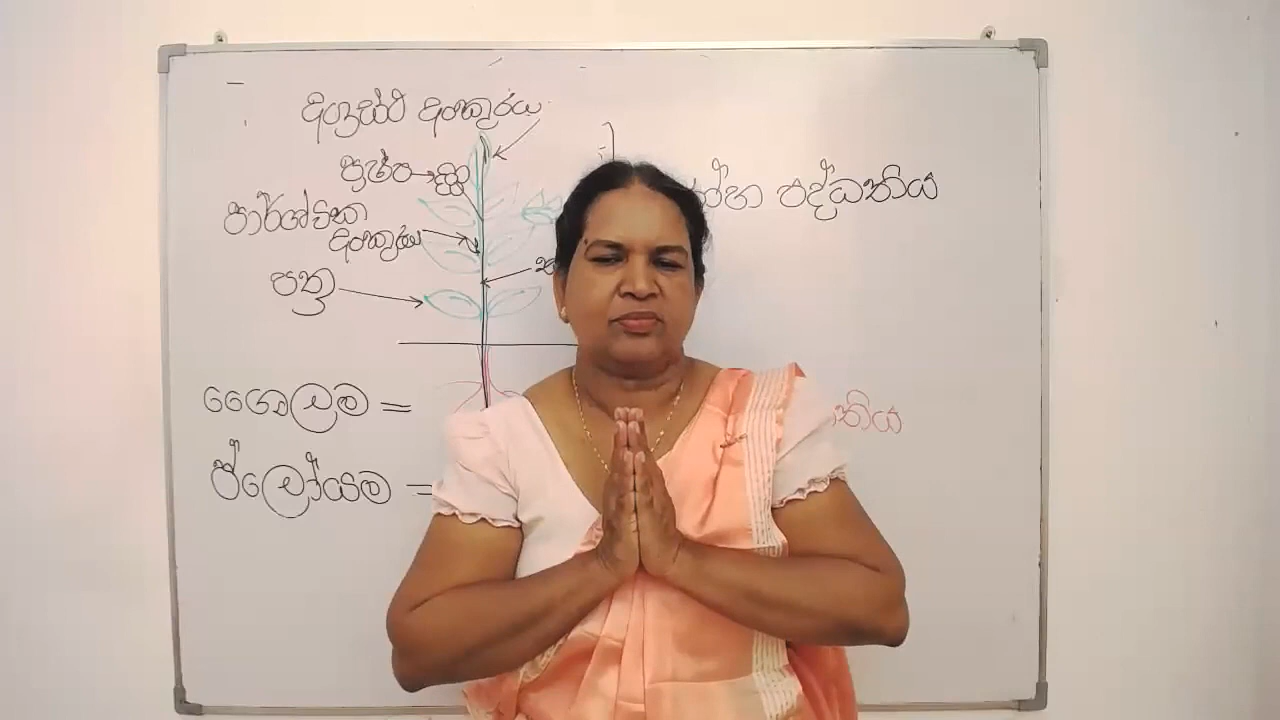 අග්‍රස්ථ අංකුරය
පුෂ්ප
පාර්ශ්වික
අංකුරය
පත්‍ර
පද්ධතිය
ශෛලම =
ප්ලෝයම =